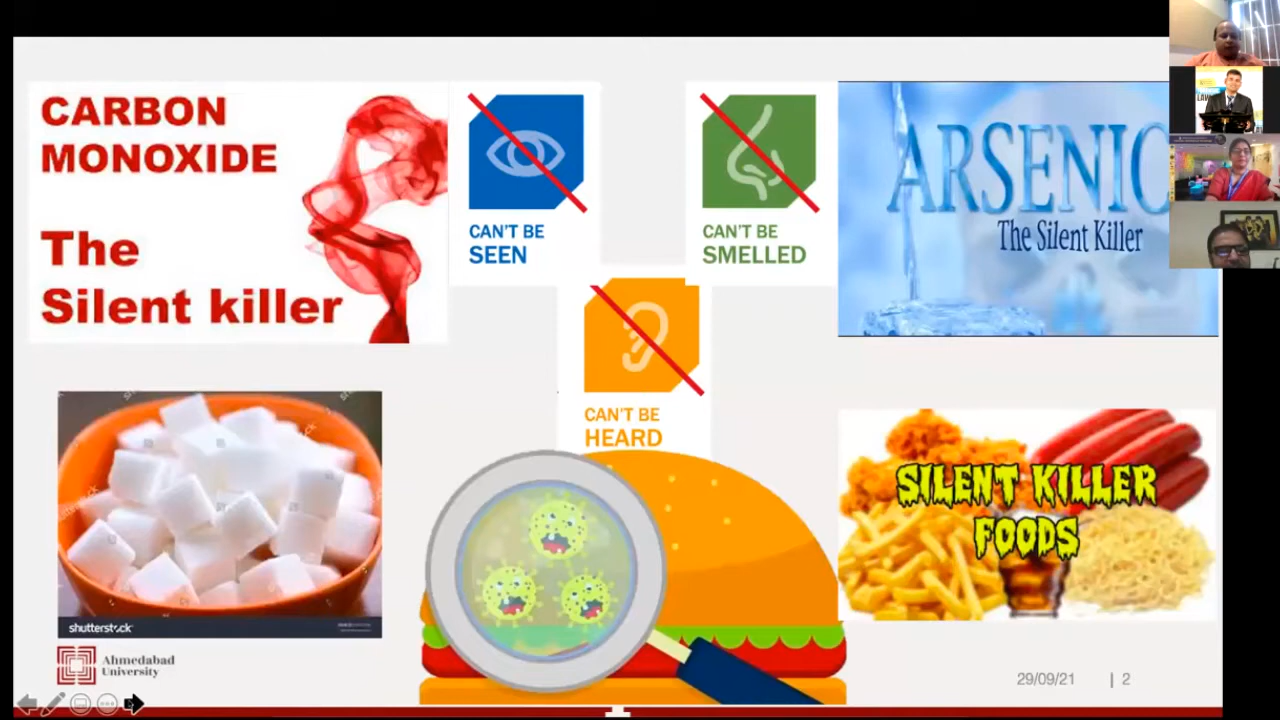 CARBON
MONOXIDE
The
Silent killer
CAN'T BE
SEEN
CAN'T BE
SMELLED
CAN'T BE
HEARD
ARSENIC
The Silent Killer
LAW
SILENT KILLER
FOODS
shutterstock
Ahmedabad
University
29/09/21 | 2